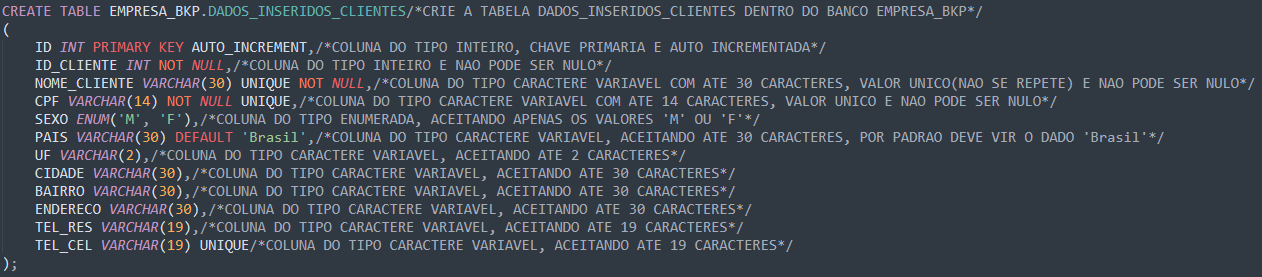 CREATE TABLE EMPRESA_BKP.DADOS_INSERIDOS_CLIENTES/*CRIE A TABELA DADOS_INSERIDOS_CLIENTES DENTRO DO BANCO EMPRESA_BKP*/
(
ID INT PRIMARY KEY AUTO_INCREMENT,/*COLUNA DO TIPO INTEIRO, CHAVE PRIMARIA E AUTO INCREMENTADA*/
ID_CLIENTE INT NOT NULL,/*COLUNA DO TIPO INTEIRO E NAO PODE SER NULO*/
NOME_CLIENTE VARCHAR(30) UNIQUE NOT NULL,/*COLUNA DO TIPO CARACTERE VARIAVEL COM ATE 30 CARACTERES, VALOR UNICO(NAO SE REPETE) E NAO PODE SER NULO*/
CPF VARCHAR(14) NOT NULL UNIQUE,/*COLUNA DO TIPO CARACTERE VARIAVEL COM ATE 14 CARACTERES, VALOR UNICO E NAO PODE SER NULO*/
SEXO ENUM('M', 'F'),/*COLUNA DO TIPO ENUMERADA, ACEITANDO APENAS OS VALORES 'M' OU 'F'*/
PAIS VARCHAR(30) DEFAULT 'Brasil',/*COLUNA DO TIPO CARACTERE VARIAVEL, ACEITANDO ATE 30 CARACTERES, POR PADRAO DEVE VIR O DADO 'Brasil'*/
UF VARCHAR(2),/*COLUNA DO TIPO CARACTERE VARIAVEL, ACEITANDO ATE 2 CARACTERES*/
CIDADE VARCHAR(30),/*COLUNA DO TIPO CARACTERE VARIAVEL, ACEITANDO ATE 30 CARACTERES*/
BAIRRO VARCHAR(30),/*COLUNA DO TIPO CARACTERE VARIAVEL, ACEITANDO ATE 30 CARACTERES*/
ENDERECO VARCHAR(30),/*COLUNA DO TIPO CARACTERE VARIAVEL, ACEITANDO ATE 30 CARACTERES*/
TEL_RES VARCHAR(19),/*COLUNA DO TIPO CARACTERE VARIAVEL, ACEITANDO ATE 19 CARACTERES*/
TEL_CEL VARCHAR(19) UNIQUE/*COLUNA DO TIPO CARACTERE VARIAVEL, ACEITANDO ATE 19 CARACTERES*/
);